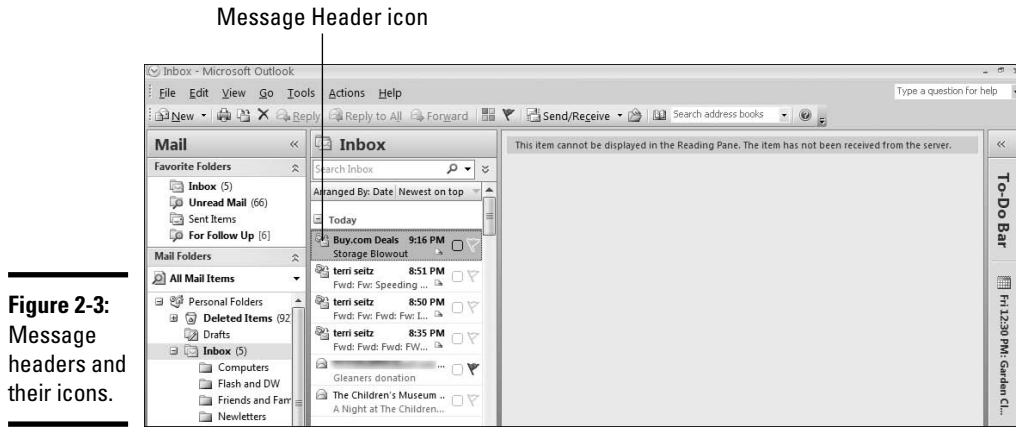 Message Header icon
Inbox - Microsoft Outlook
File Edit View Go Tools Actions Help
Type a question for help
New Reply Reply to All Forward Send/Receive Search address books
Mail «
Inbox
This item cannot be displayed in the Reading Pane. The item has not been received from the server.
«
Favorite Folders
Search Inbox
Inbox (5)
Arranged By: Date Newest on top
Unread Mail (66)
Sent Items
Today
For Follow Up [6]
Buy.com Deals 9:16 PM
Storage Blowout
Mail Folders
All Mail Items
terri seitz 8:51 PM
Fwd: Fw: Speeding ...
Personal Folders
terri seitz 8:50 PM
Fwd: Fw: Fwd: Fw: I...
Deleted Items (92
Drafts
terri seitz 8:35 PM
Fwd: Fwd: Fwd: FW...
Inbox (5)
Computers
...
Gleaners donation
Flash and DW
Friends and Fam
The Children's Museum ..
A Night at The Children...
Newletters
To-Do Bar
Fri 12:30 PM: Garden Cl...
Figure 2-3:
Message
headers and
their icons.